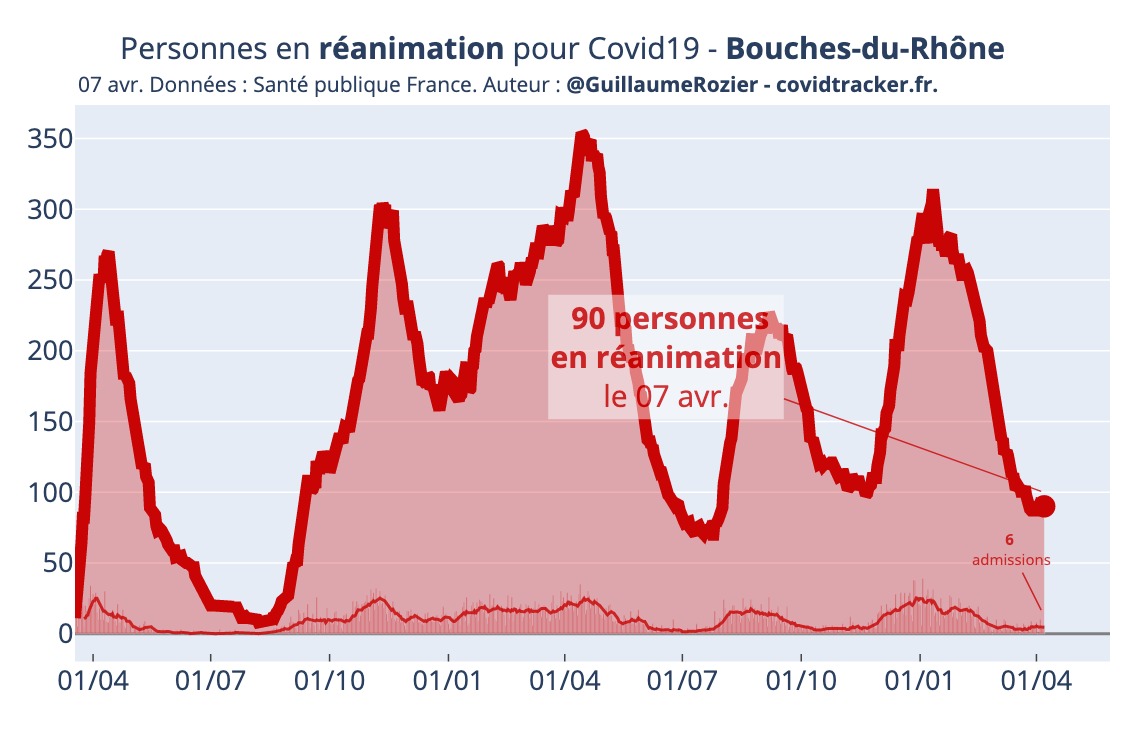 Personnes en réanimation pour Covid19 - Bouches-du-Rhône
07 avr. Données : Santé publique France. Auteur : @GuillaumeRozier - covidtracker.fr.
350
300
250
200
150
100
50
0
90 personnes
en réanimation
le 07 avr.
6
admissions
01/04 01/07 01/10 01/01 01/04 01/07 01/10 01/01 01/04